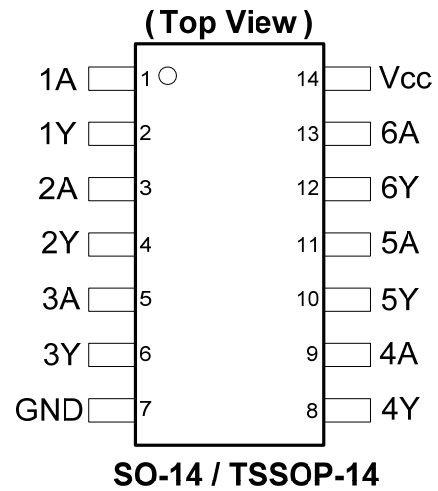 (Top View)
1A 1 14 Vcc
1Y 2 13 6A
2A 3 12 6Y
2Y 4 11 5A
3A 5 10 5Y
3Y 6 9 4A
GND 7 8 4Y
SO-14 / TSSOP-14